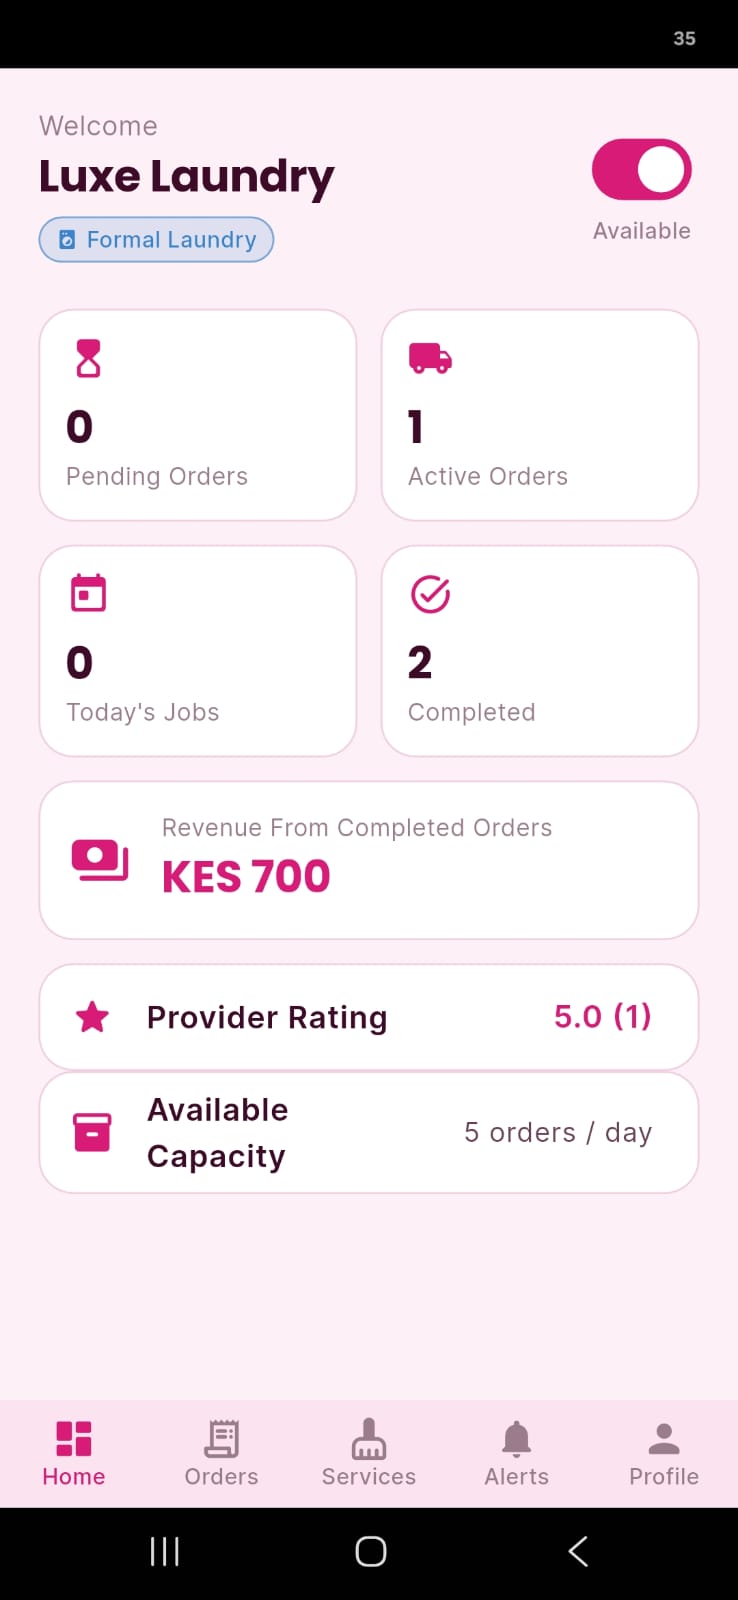 35
Welcome
Luxe Laundry
Formal Laundry
Available
0
Pending Orders
1
Active Orders
0
Today's Jobs
2
Completed
Revenue From Completed Orders
KES 700
Provider Rating
5.0 (1)
Available
Capacity
5 orders / day
Home
Orders
Services
Alerts
Profile